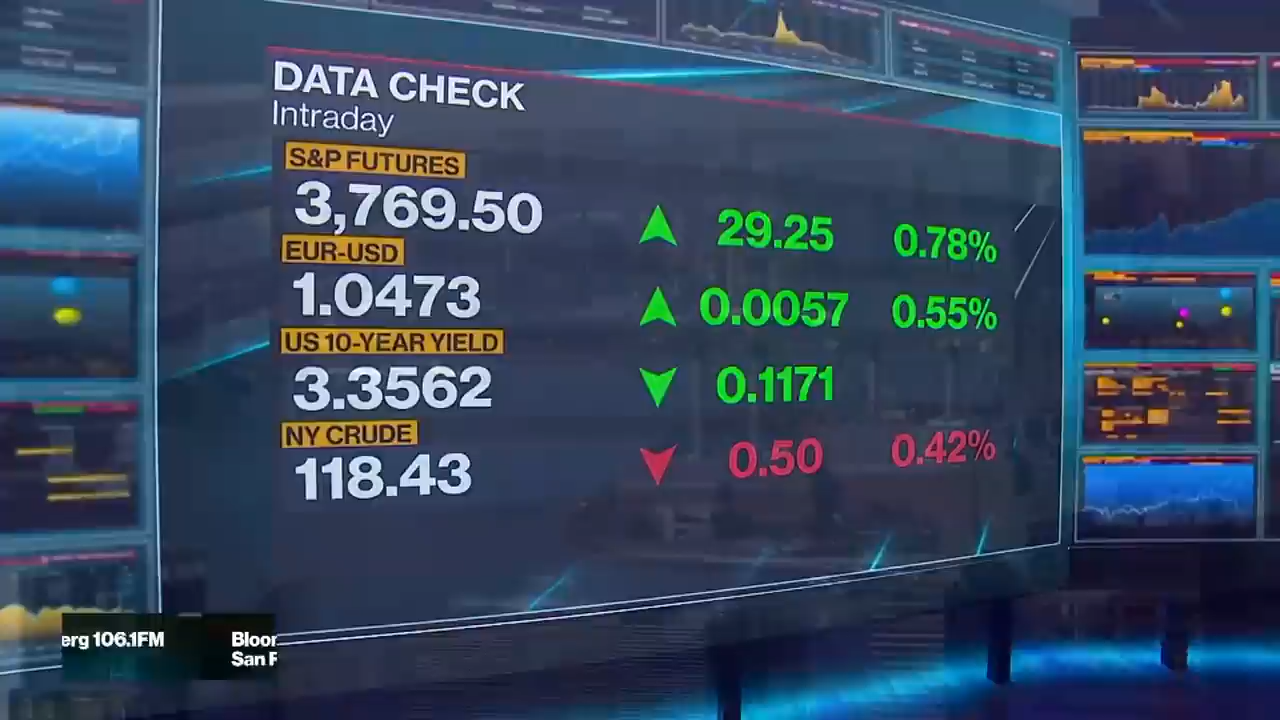 DATA CHECK
Intraday
S&P FUTURES
3,769.50 29.25 0.78%
EUR-USD
1.0473 0.0057 0.55%
US 10-YEAR YIELD
3.3562 0.1171
NY CRUDE
118.43 0.50 0.42%
erg 106.1FM Bloor
San F